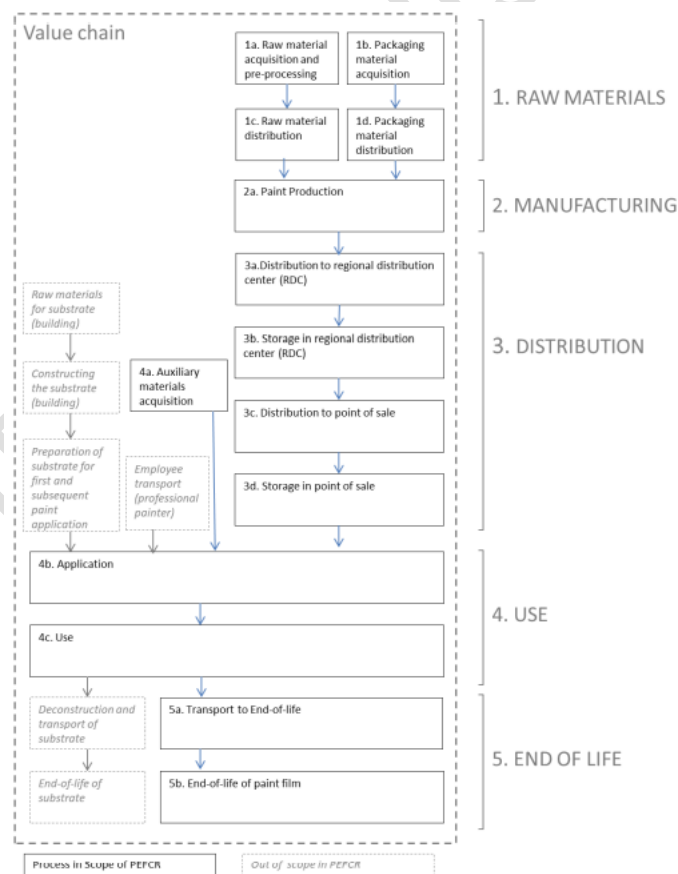 Value chain
1a. Raw material
acquisition and
pre-processing
1b. Packaging
material
acquisition
1c. Raw material
distribution
1d. Packaging
material
distribution
1. RAW MATERIALS
2a. Paint Production
2. MANUFACTURING
3a.Distribution to regional distribution
center (RDC)
3b. Storage in regional distribution
center (RDC)
3c. Distribution to point of sale
3d. Storage in point of sale
3. DISTRIBUTION
Raw materials
for substrate
(building)
Constructing
the substrate
(building)
Preparation of
substrate for
first and
subsequent
paint
application
Employee
transport
(professional
painter)
4a. Auxiliary
materials
acquisition
4b. Application
4c. Use
4. USE
Deconstruction and
transport of
substrate
End-of-life of
substrate
5a. Transport to End-of-life
5b. End-of-life of paint film
5. END OF LIFE
Process in Scope of PEFCR
Out of scope in PEFCR